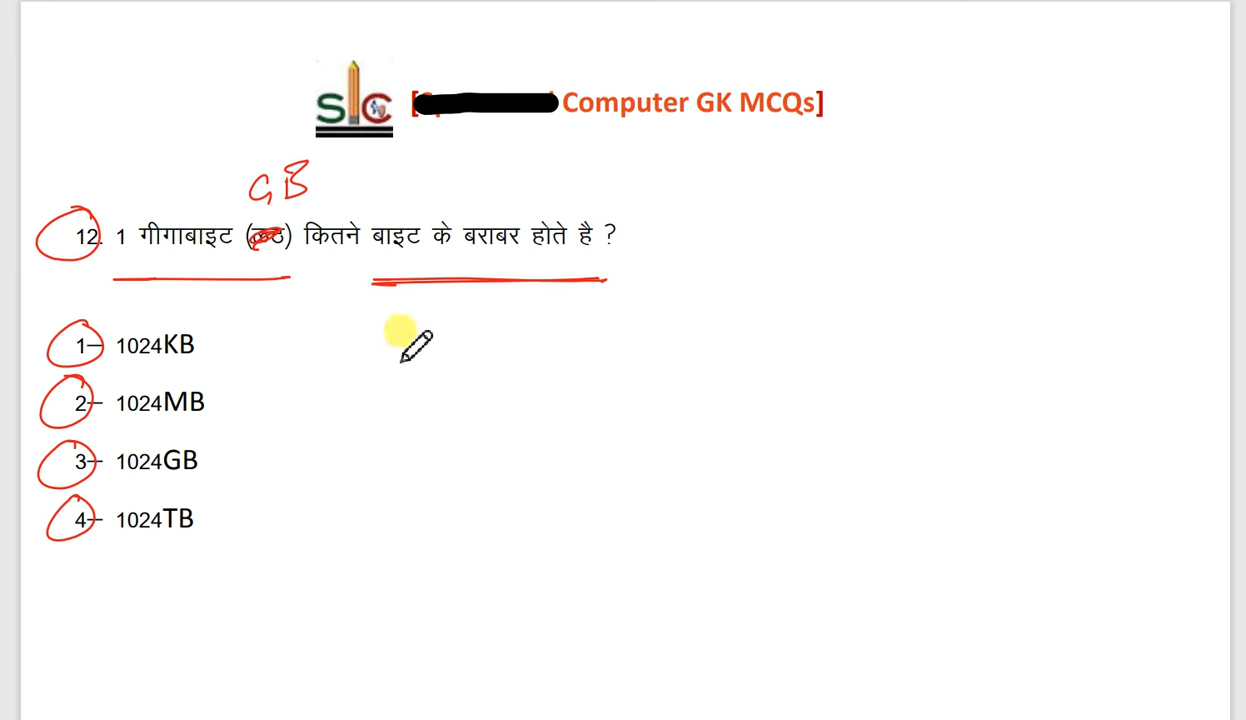 SIC [ Computer GK MCQs]
GB
12. 1 गीगाबाइट ( ) कितने बाइट के बराबर होते है ?
1– 1024KB
2– 1024MB
3– 1024GB
4– 1024TB